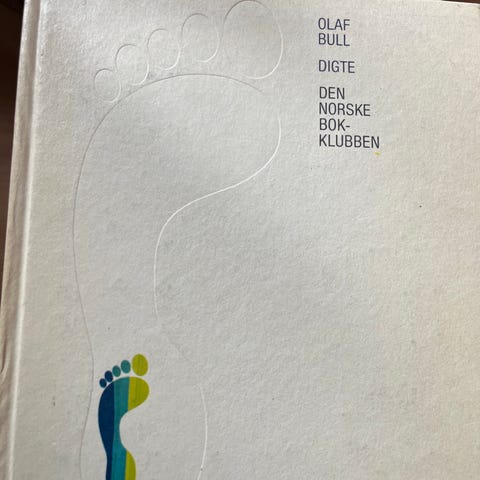 OLAF
BULL
DIGTE
DEN
NORSKE
BOK-
KLUBBEN